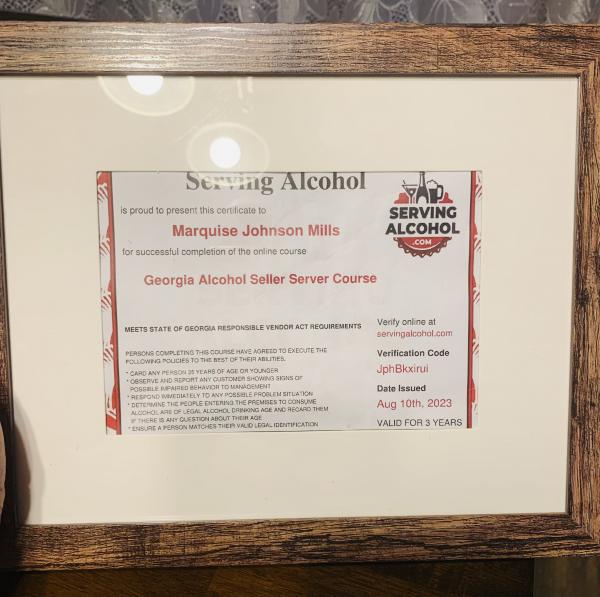 Serving Alcohol
is proud to present this certificate to
Marquise Johnson Mills
for successful completion of the online course
Georgia Alcohol Seller Server Course
SERVING
ALCOHOL
.COM
MEETS STATE OF GEORGIA RESPONSIBLE VENDOR ACT REQUIREMENTS
PERSONS COMPLETING THIS COURSE HAVE AGREED TO EXECUTE THE
FOLLOWING POLICIES TO THE BEST OF THEIR ABILITIES.
* CARD ANY PERSON 35 YEARS OF AGE OR YOUNGER
* OBSERVE AND REPORT ANY CUSTOMER SHOWING SIGNS OF
POSSIBLE IMPAIRED BEHAVIOR TO MANAGEMENT
* RESPOND IMMEDIATELY TO ANY POSSIBLE PROBLEM SITUATION
* DETERMINE THE PEOPLE ENTERING THE PREMISES TO CONSUME
ALCOHOL ARE OF LEGAL ALCOHOL DRINKING AGE AND REGARD THEM
IF THERE IS ANY QUESTION ABOUT THEIR AGE
* ENSURE A PERSON MATCHES THEIR VALID LEGAL IDENTIFICATION
Verify online at
servingalcohol.com
Verification Code
JphBkxirui
Date Issued
Aug 10th, 2023
VALID FOR 3 YEARS